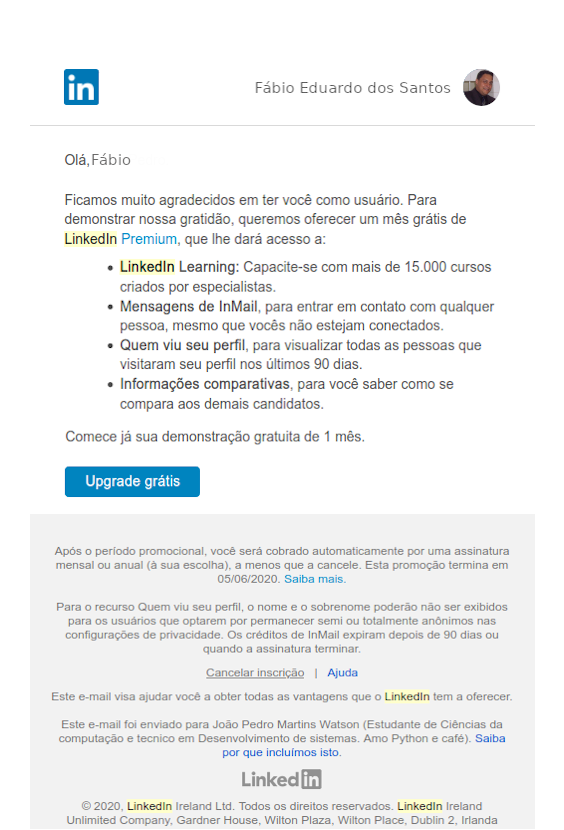 in
Fábio Eduardo dos Santos
Olá,Fábio
Ficamos muito agradecidos em ter você como usuário. Para
demonstrar nossa gratidão, queremos oferecer um mês grátis de
LinkedIn Premium, que lhe dará acesso a:
• LinkedIn Learning: Capacite-se com mais de 15.000 cursos
criados por especialistas.
• Mensagens de InMail, para entrar em contato com qualquer
pessoa, mesmo que vocês não estejam conectados.
• Quem viu seu perfil, para visualizar todas as pessoas que
visitaram seu perfil nos últimos 90 dias.
• Informações comparativas, para você saber como se
compara aos demais candidatos.
Comece já sua demonstração gratuita de 1 mês.
Upgrade grátis
Após o período promocional, você será cobrado automaticamente por uma assinatura
mensal ou anual (à sua escolha), a menos que a cancele. Esta promoção termina em
05/06/2020. Saiba mais.
Para o recurso Quem viu seu perfil, o nome e o sobrenome poderão não ser exibidos
para os usuários que optarem por permanecer semi ou totalmente anônimos nas
configurações de privacidade. Os créditos de InMail expiram depois de 90 dias ou
quando a assinatura terminar.
Cancelar inscrição | Ajuda
Este e-mail visa ajudar você a obter todas as vantagens que o LinkedIn tem a oferecer.
Este e-mail foi enviado para João Pedro Martins Watson (Estudante de Ciências da
computação e tecnico em Desenvolvimento de sistemas. Amo Python e café). Saiba
por que incluímos isto.
Linkedin
© 2020, LinkedIn Ireland Ltd. Todos os direitos reservados. LinkedIn Ireland
Unlimited Company, Gardner House, Wilton Plaza, Wilton Place, Dublin 2, Irlanda